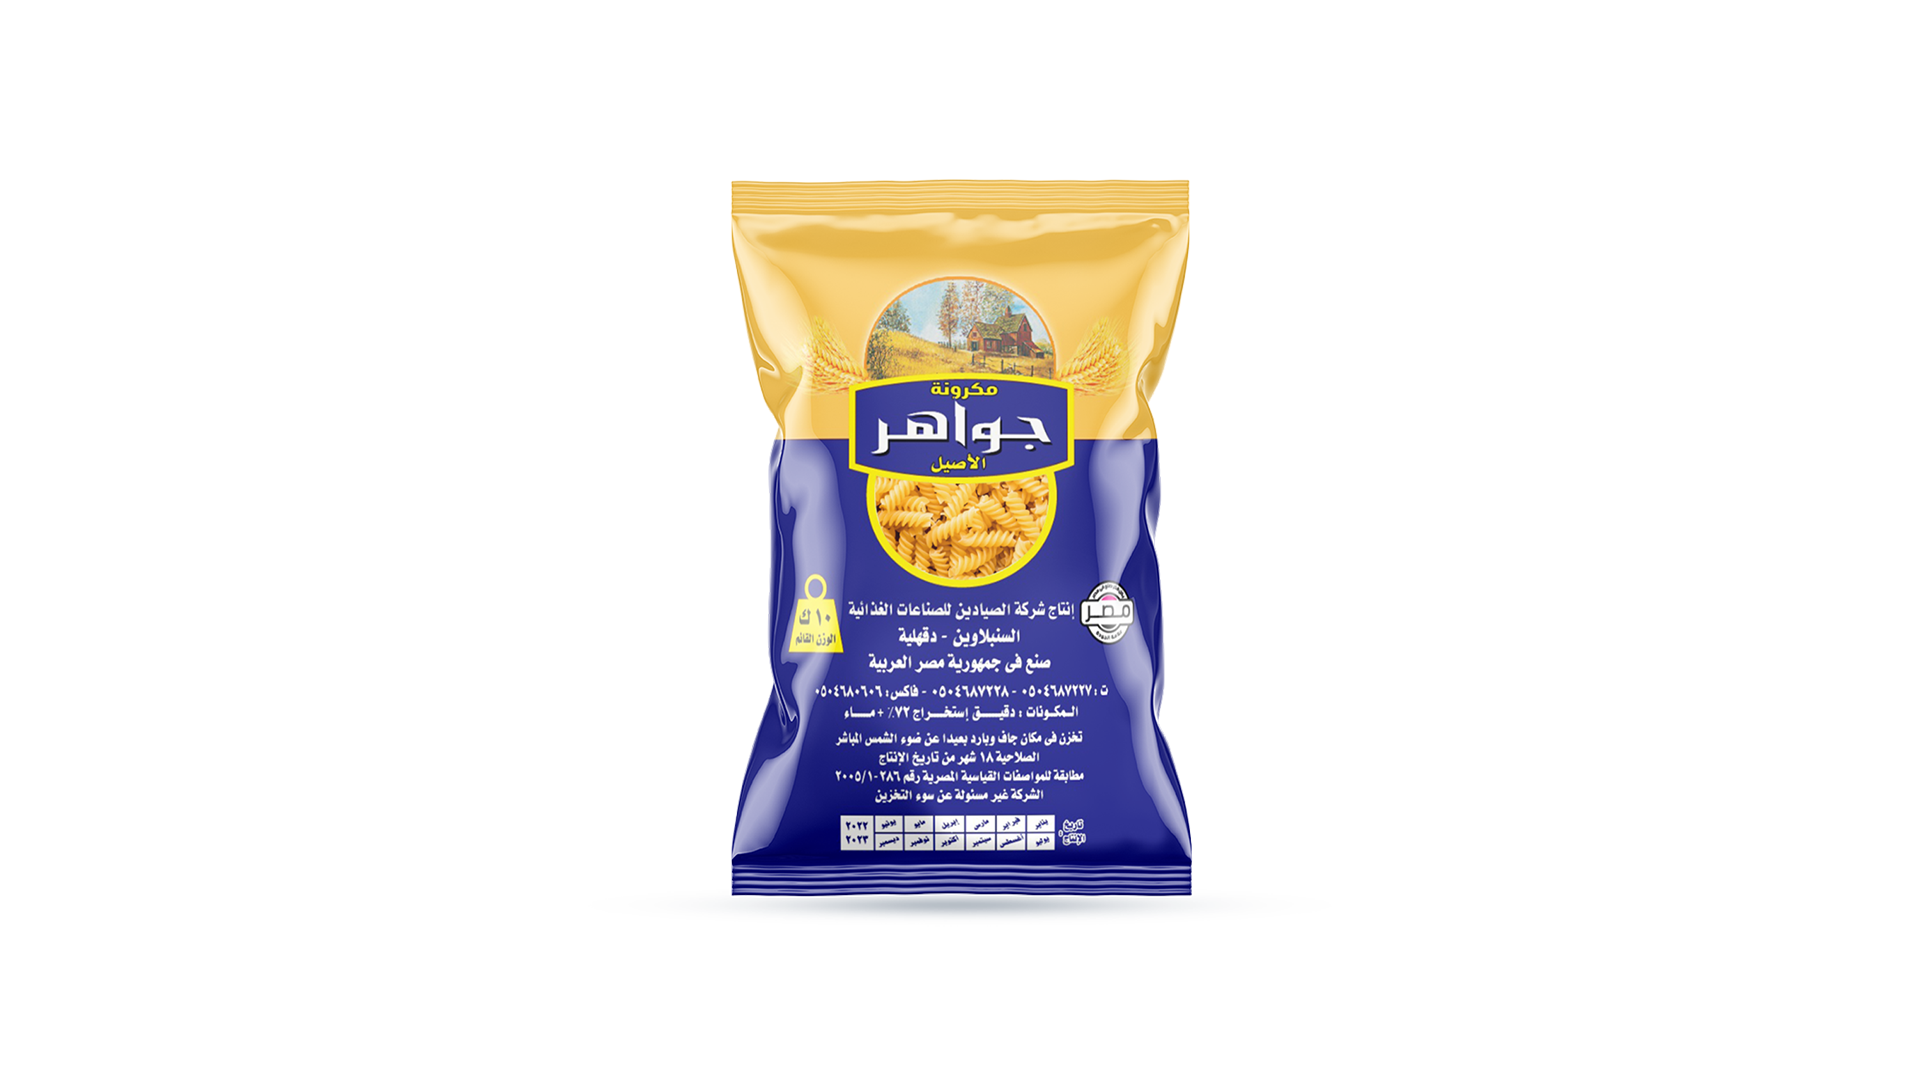 مكرونة
جواهر
الأصيل
١٠ ك
الوزن القائم
إنتاج شركة الصيادين للصناعات الغذائية
السنبلاوين - دقهلية
صنع فى جمهورية مصر العربية
مصر
ت : ٠٥٠٤٦٨٧٢٢٧ - ٠٥٠٤٦٨٧٢٢٨ - فاكس : ٠٥٠٤٦٨٠٦٠٦
المكونات : دقيق إستخراج ٧٢٪ + ماء
تخزن فى مكان جاف وبارد بعيدا عن ضوء الشمس المباشر
الصلاحية ١٨ شهر من تاريخ الإنتاج
مطابقة للمواصفات القياسية المصرية رقم ٢٨٦-٢٠٠٥/١
الشركة غير مسئولة عن سوء التخزين
تاريخ الإنتاج :
يناير فبراير مارس إبريل مايو يونيو ٢٠٢٢
يوليو أغسطس سبتمبر أكتوبر نوفمبر ديسمبر ٢٠٢٣